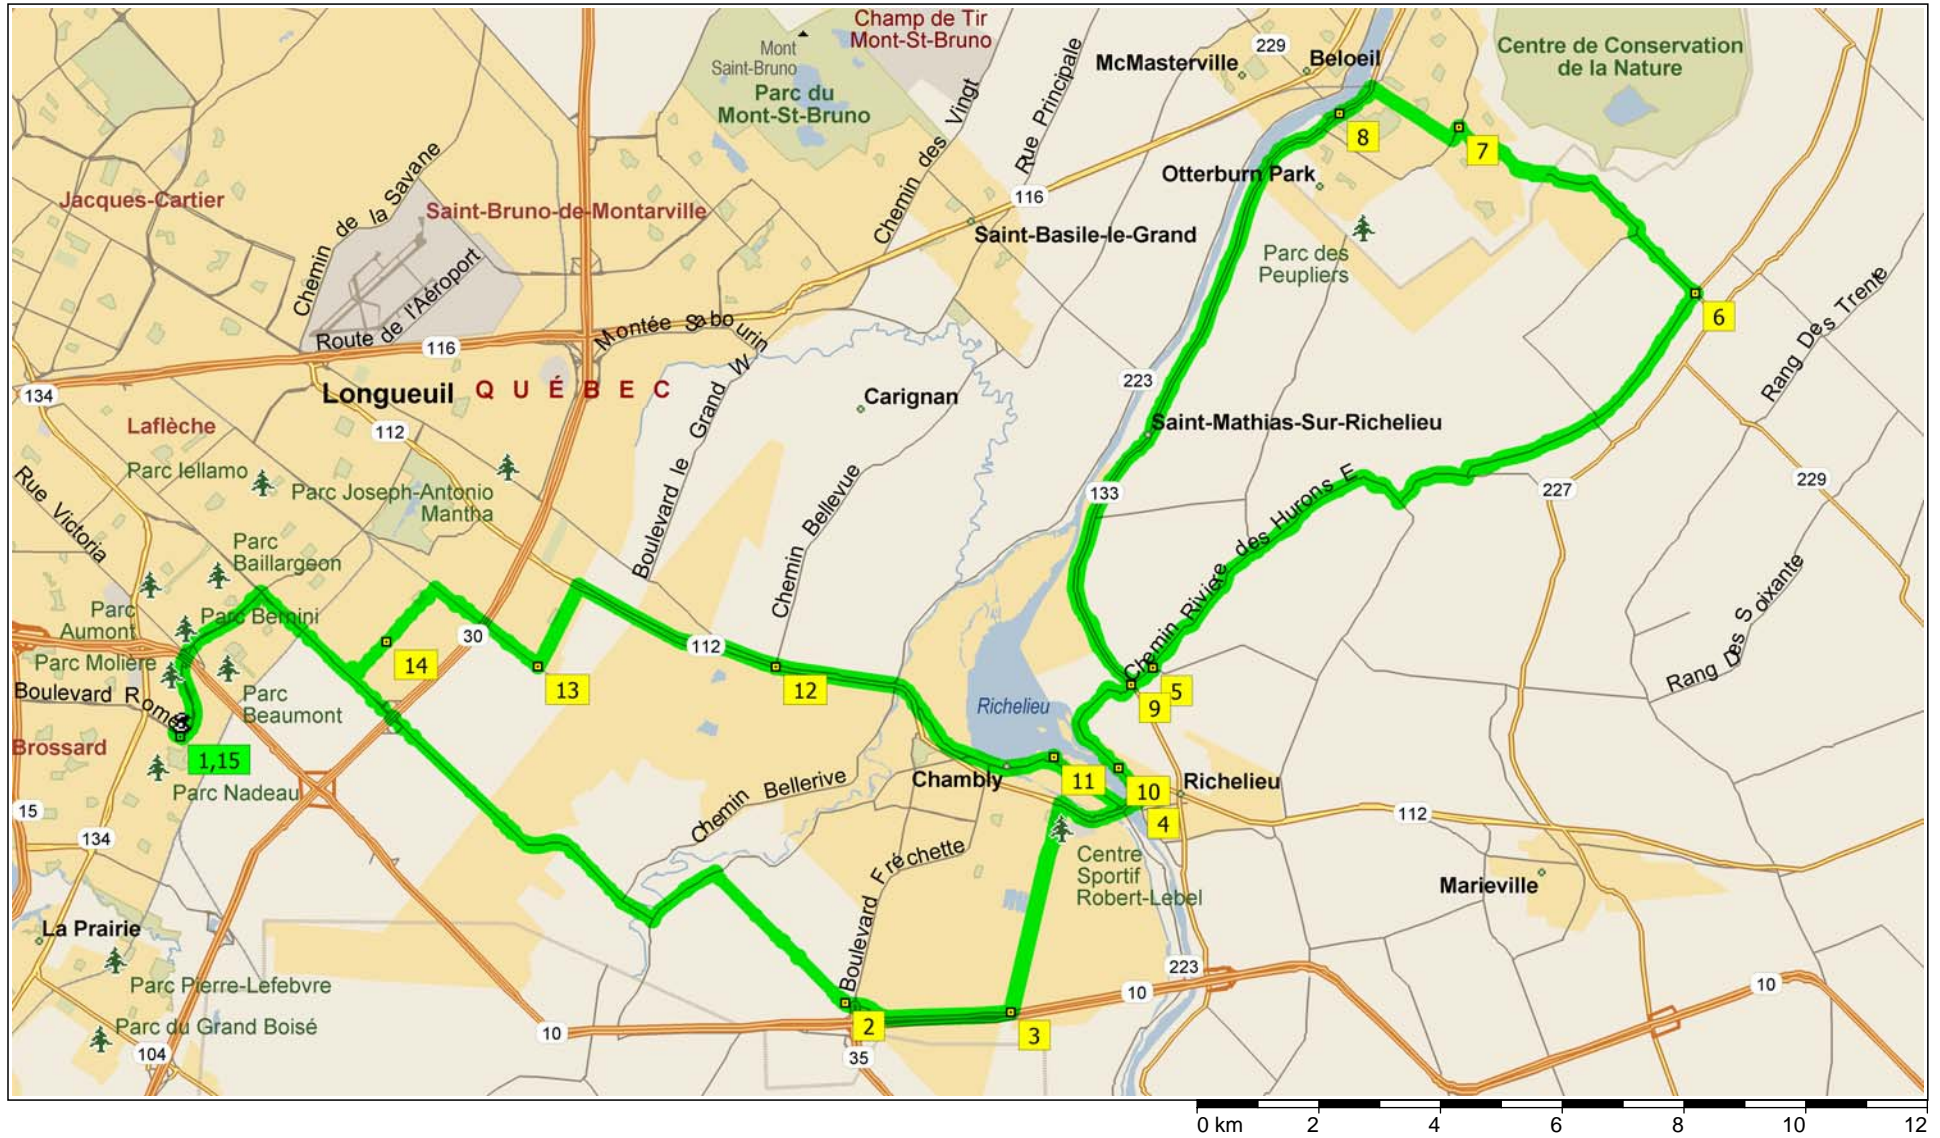 Champ de Tir
Mont-St-Bruno
Mont
Saint-Bruno
Parc du
Mont-St-Bruno
Chemin des Vingt
Rue Principale
McMasterville
229
Beloeil
Centre de Conservation
de la Nature
8
7
Otterburn Park
116
Saint-Basile-le-Grand
Parc des
Peupliers
6
Rang Des Trente
Jacques-Cartier
Chemin de la Savane
Saint-Bruno-de-Montarville
Route de l'Aéroport
116
Montée Sabourin
134
Longueuil
QUÉBEC
Carignan
223
Saint-Mathias-Sur-Richelieu
Laflèche
112
Parc Iellamo
Parc Joseph-Antonio
Mantha
Rue Victoria
Boulevard le Grand W
Chemin Bellevue
133
Chemin Riviere des Hurons E
227
229
Rang Des Soixante
Parc
Baillargeon
Parc
Aumont
Parc Bernini
Parc Molière
Boulevard Rome
Parc
Beaumont
14
30
13
112
12
Richelieu
5
9
Brossard
1,15
Parc Nadeau
15
134
Chemin Bellerive
Chambly
11
10
4
Richelieu
112
Boulevard Fréchette
Centre
Sportif
Robert-Lebel
Marieville
La Prairie
Parc Pierre-Lefebvre
Parc du Grand Boisé
104
10
2
35
3
10
223
10
0 km
2
4
6
8
10
12